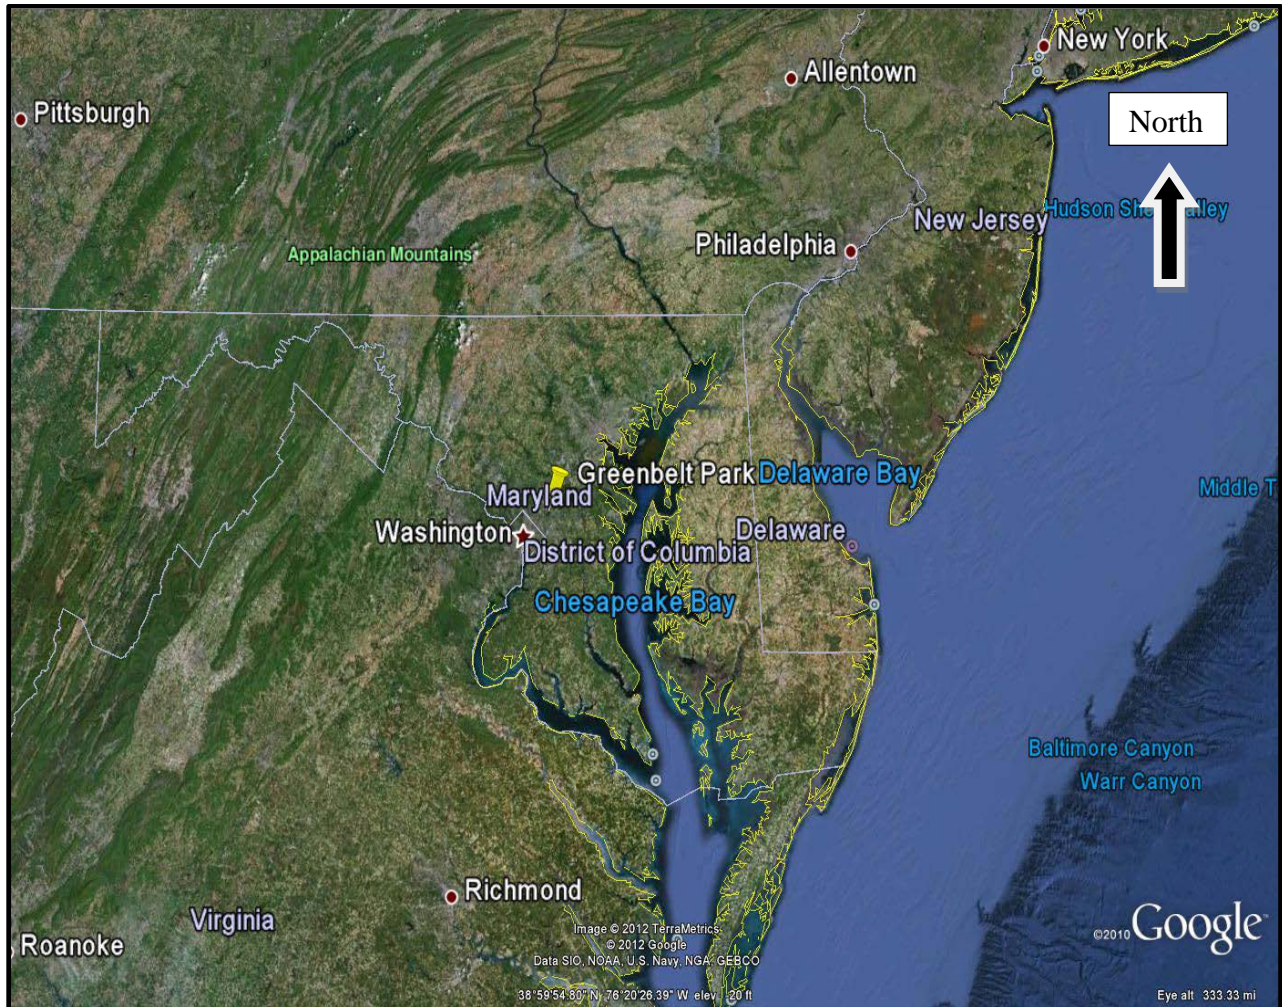 New York
Allentown
Pittsburgh
North
Hudson She alley
New Jersey
Philadelphia
Appalachian Mountains
Greenbelt Park
Delaware Bay
Maryland
Middle T
Washington
Delaware
District of Columbia
Chesapeake Bay
Baltimore Canyon
Warr Canyon
Richmond
Virginia
Roanoke
Image © 2012 TerraMetrics
© 2012 Google
Data SIO, NOAA, U.S. Navy, NGA, GEBCO
©2010 Google
38°59'54.80" N 76°20'26.39" W elev -20 ft
Eye alt 333.33 mi